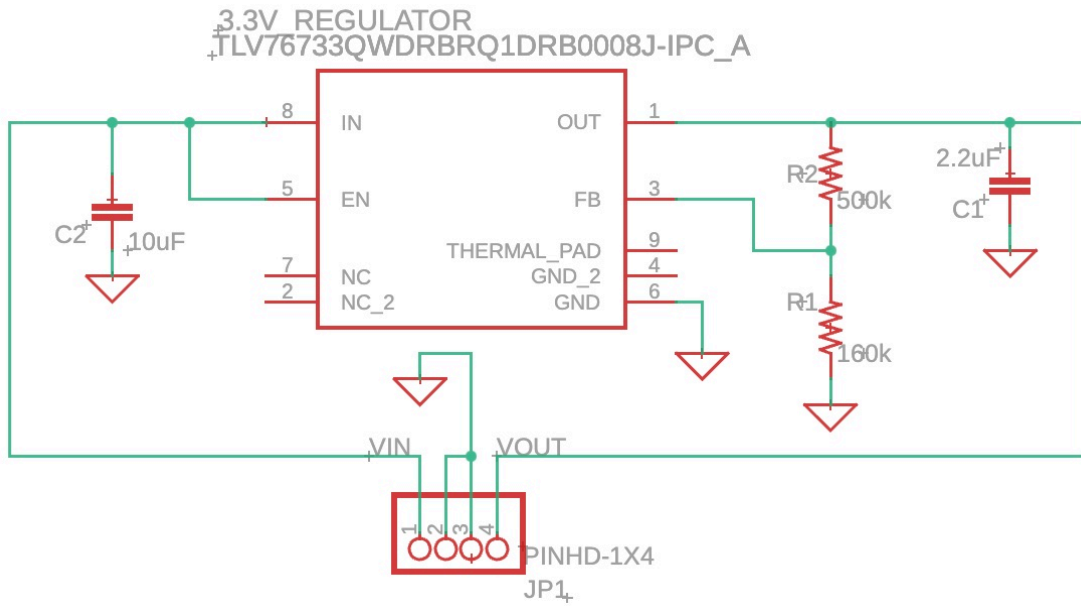 3.3V_REGULATOR
TLV76733QWDRBRQ1DRB0008J-IPC_A
8 IN
OUT 1
5 EN
FB 3
THERMAL_PAD 9
7 NC
GND_2 4
2 NC_2
GND 6
C2
10uF
R2
500k
2.2uF
C1
R1
160k
VIN
VOUT
1 2 3 4
PINHD-1X4
JP1